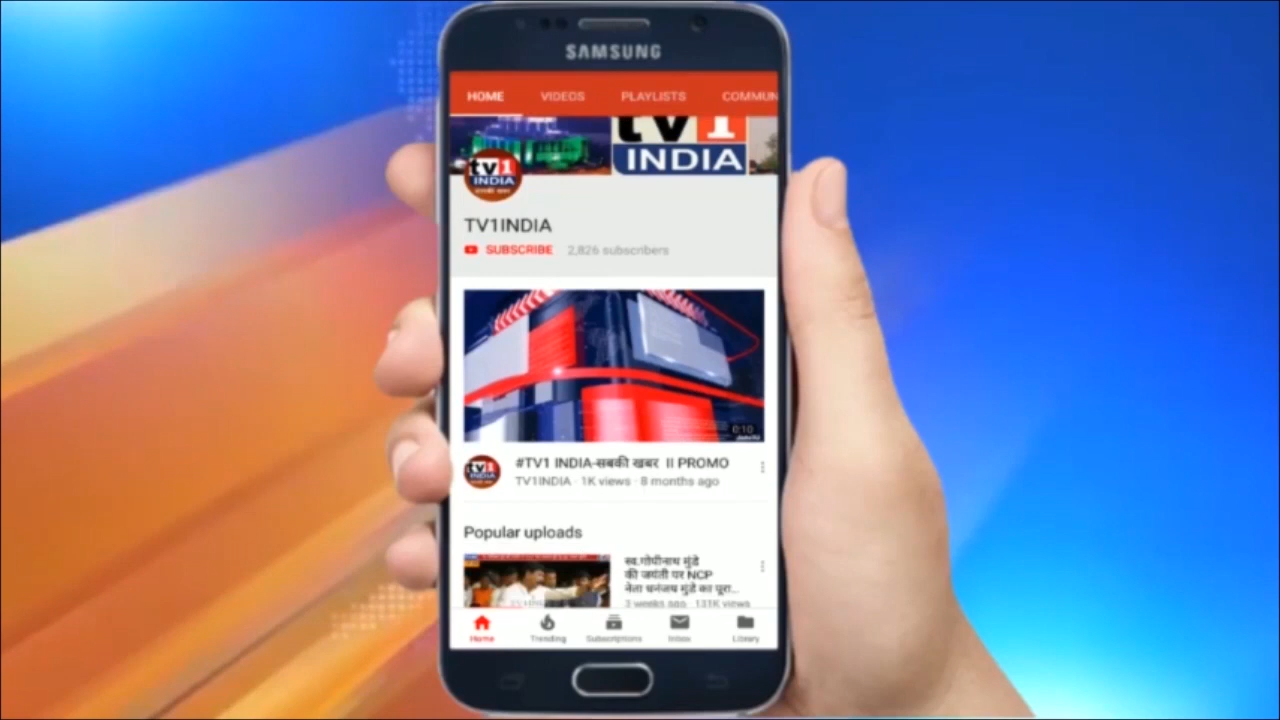 SAMSUNG
HOME VIDEOS PLAYLISTS COMMUN
tv1
INDIA
tv1
INDIA
TV1INDIA
SUBSCRIBE 2,826 subscribers
0:10
#TV1 INDIA-सबकी खबर II PROMO
TV1INDIA · 1K views · 8 months ago
tv1
INDIA
Popular uploads
स्व.गोपीनाथ मुंडे
की जयंती पर NCP
नेता धनंजय मुंडे का पूरा...
3 weeks ago · 131K views
Home Trending Subscriptions Inbox Library